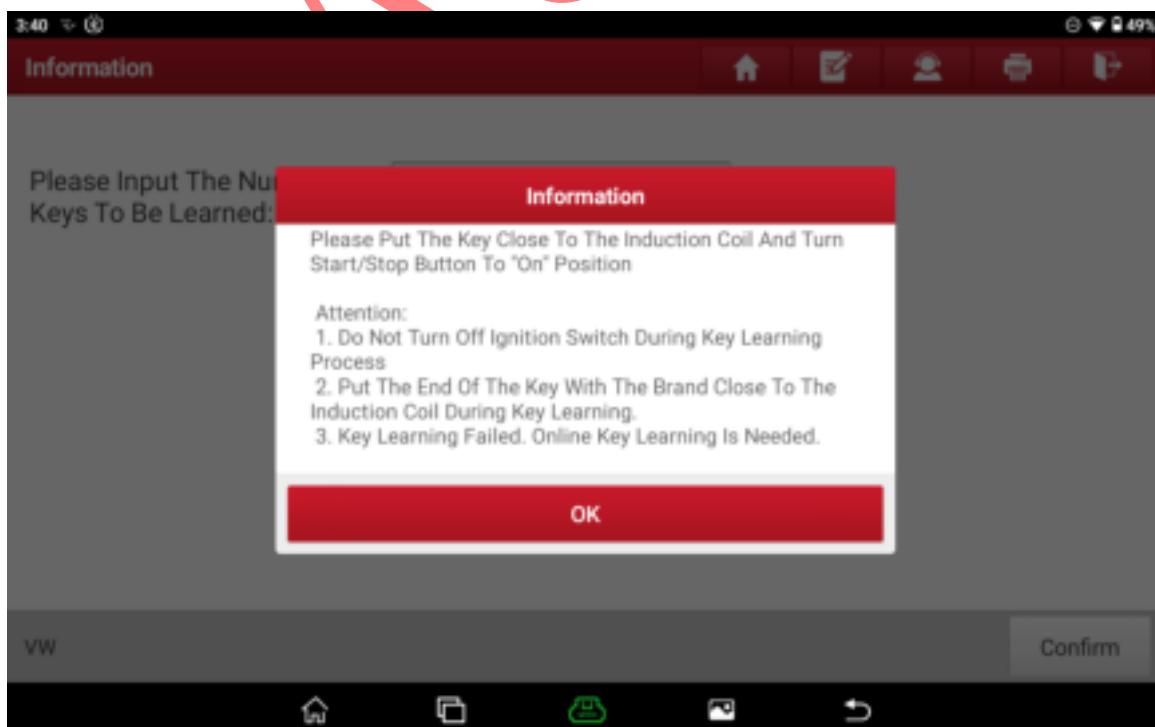 3:40
49%
Information
Please Input The Nu
Keys To Be Learned:
Information
Please Put The Key Close To The Induction Coil And Turn
Start/Stop Button To "On" Position
Attention:
1. Do Not Turn Off Ignition Switch During Key Learning
Process
2. Put The End Of The Key With The Brand Close To The
Induction Coil During Key Learning.
3. Key Learning Failed. Online Key Learning Is Needed.
OK
VW
Confirm